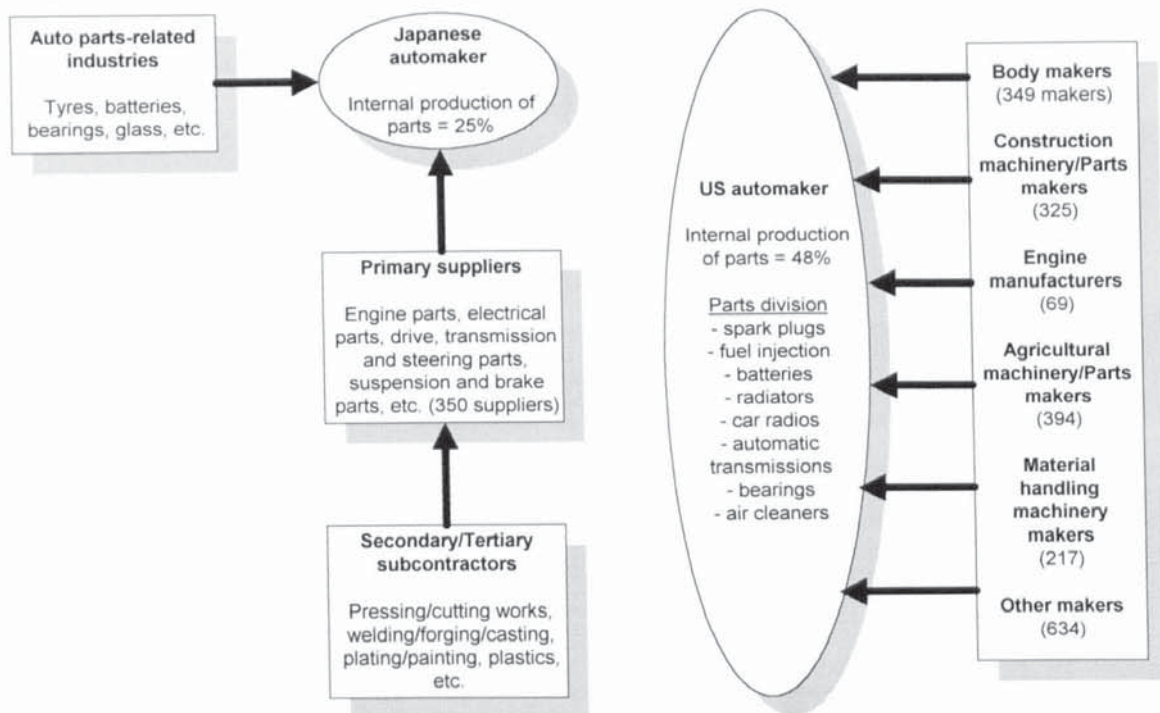 Auto parts-related
industries
Tyres, batteries,
bearings, glass, etc.
Japanese
automaker
Internal production of
parts = 25%
Primary suppliers
Engine parts, electrical
parts, drive, transmission
and steering parts,
suspension and brake
parts, etc. (350 suppliers)
Secondary/Tertiary
subcontractors
Pressing/cutting works,
welding/forging/casting,
plating/painting, plastics,
etc.
US automaker
Internal production
of parts = 48%
Parts division
- spark plugs
- fuel injection
- batteries
- radiators
- car radios
- automatic
transmissions
- bearings
- air cleaners
Body makers
(349 makers)
Construction
machinery/Parts
makers
(325)
Engine
manufacturers
(69)
Agricultural
machinery/Parts
makers
(394)
Material
handling
machinery
makers
(217)
Other makers
(634)